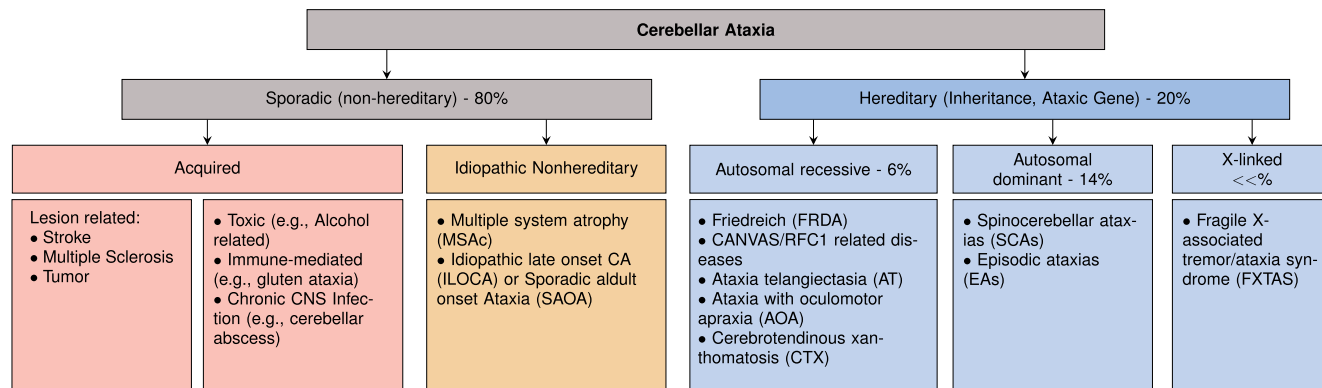 Cerebellar Ataxia
Sporadic (non-hereditary) - 80%
Hereditary (Inheritance, Ataxic Gene) - 20%
Acquired
Idiopathic Nonhereditary
Autosomal recessive - 6%
Autosomal
dominant - 14%
X-linked
<<%
Lesion related:
● Stroke
● Multiple Sclerosis
● Tumor
● Toxic (e.g., Alcohol
related)
● Immune-mediated
(e.g., gluten ataxia)
● Chronic CNS Infec-
tion (e.g., cerebellar
abscess)
● Multiple system atrophy
(MSAc)
● Idiopathic late onset CA
(ILOCA) or Sporadic aldult
onset Ataxia (SAOA)
● Friedreich (FRDA)
● CANVAS/RFC1 related dis-
eases
● Ataxia telangiectasia (AT)
● Ataxia with oculomotor
apraxia (AOA)
● Cerebrotendinous xan-
thomatosis (CTX)
● Spinocerebellar atax-
ias (SCAs)
● Episodic ataxias
(EAs)
● Fragile X-
associated
tremor/ataxia syn-
drome (FXTAS)